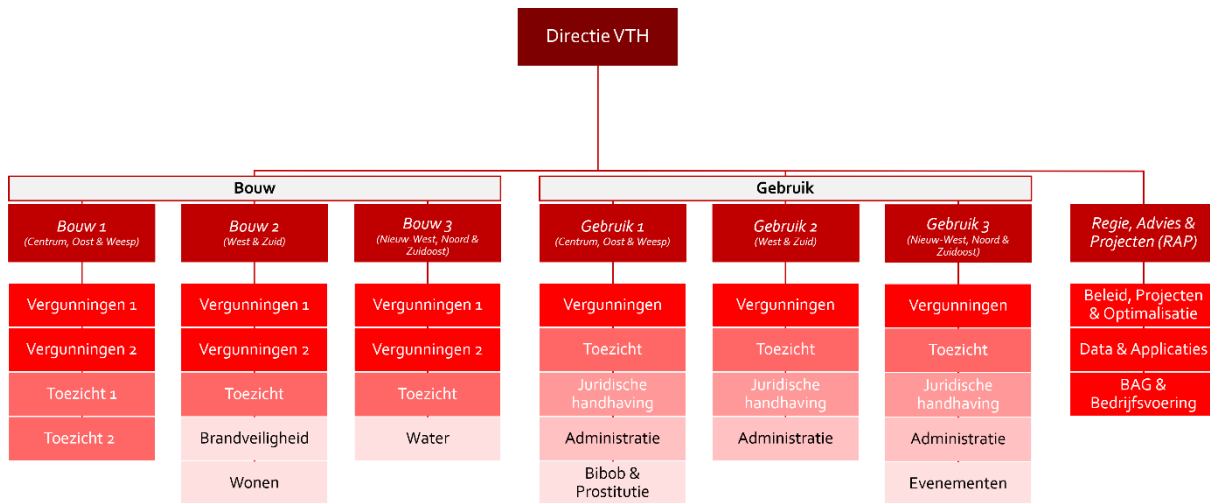 Directie VTH
Bouw
Gebruik
Bouw 1
(Centrum, Oost & Weesp)
Bouw 2
(West & Zuid)
Bouw 3
(Nieuw-West, Noord &
Zuidoost)
Gebruik 1
(Centrum, Oost & Weesp)
Gebruik 2
(West & Zuid)
Gebruik 3
(Nieuw-West, Noord &
Zuidoost)
Regie, Advies &
Projecten (RAP)
Vergunningen 1
Vergunningen 2
Toezicht 1
Toezicht 2
Vergunningen 1
Vergunningen 2
Toezicht
Brandveiligheid
Wonen
Vergunningen 1
Vergunningen 2
Toezicht
Water
Vergunningen
Toezicht
Juridische
handhaving
Administratie
Bibob &
Prostitutie
Vergunningen
Toezicht
Juridische
handhaving
Administratie
Vergunningen
Toezicht
Juridische
handhaving
Administratie
Evenementen
Beleid, Projecten
& Optimalisatie
Data & Applicaties
BAG &
Bedrijfsvoering